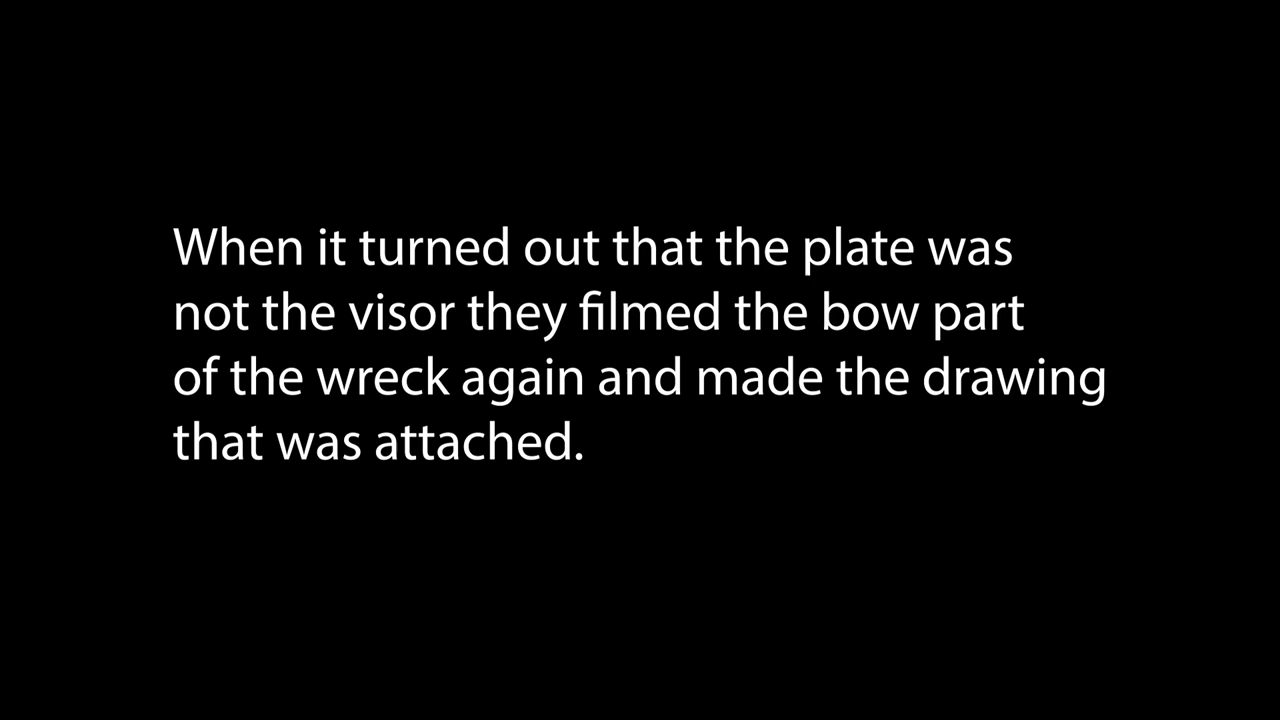 When it turned out that the plate was
not the visor they filmed the bow part
of the wreck again and made the drawing
that was attached.